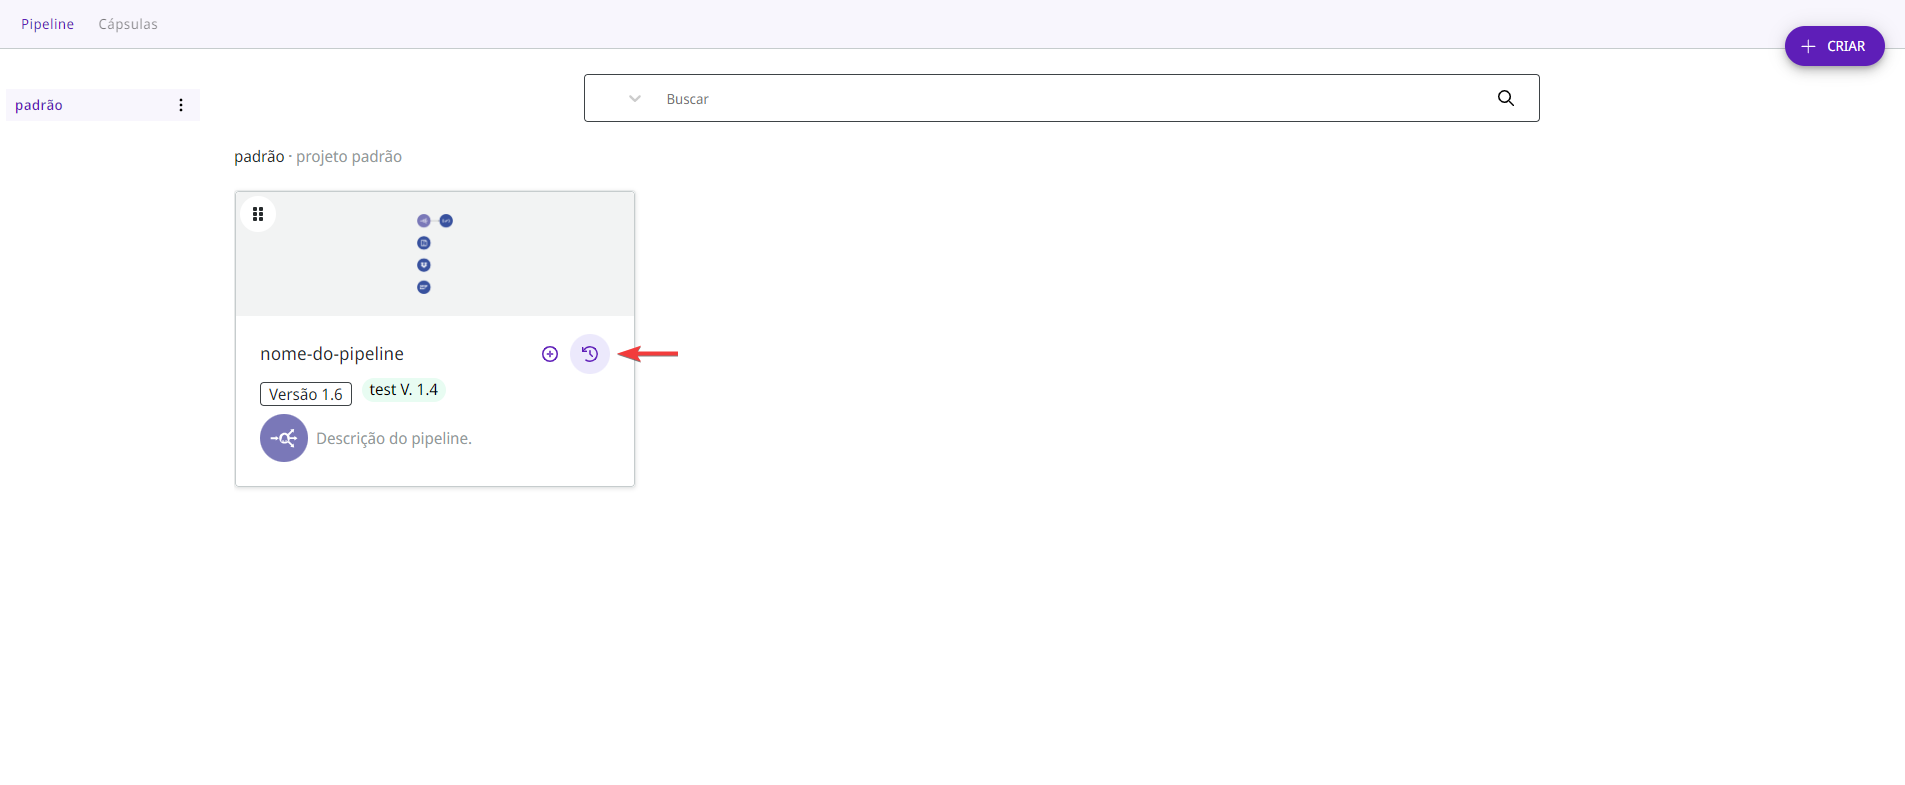 Pipeline Cápsulas
CRIAR
padrão
Buscar
padrão · projeto padrão
nome-do-pipeline
Versão 1.6 test V. 1.4
Descrição do pipeline.